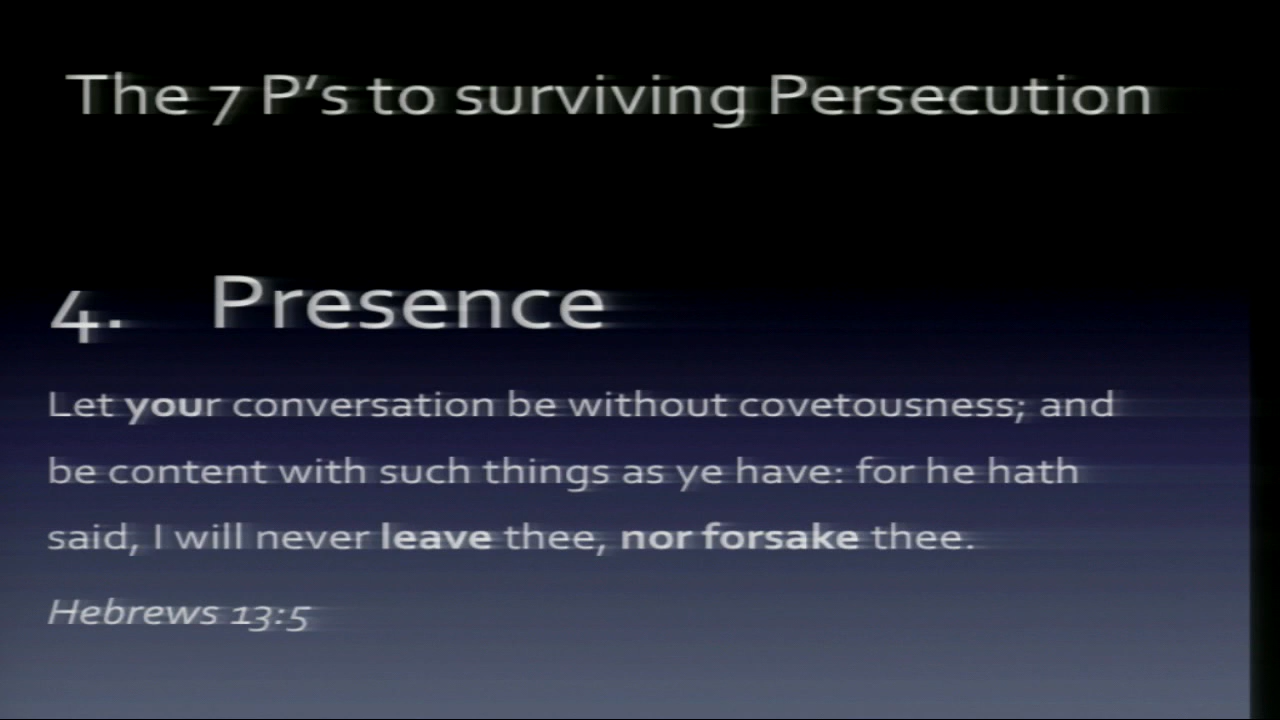 The 7 P’s to surviving Persecution
4. Presence
Let your conversation be without covetousness; and
be content with such things as ye have: for he hath
said, I will never leave thee, nor forsake thee.
Hebrews 13:5